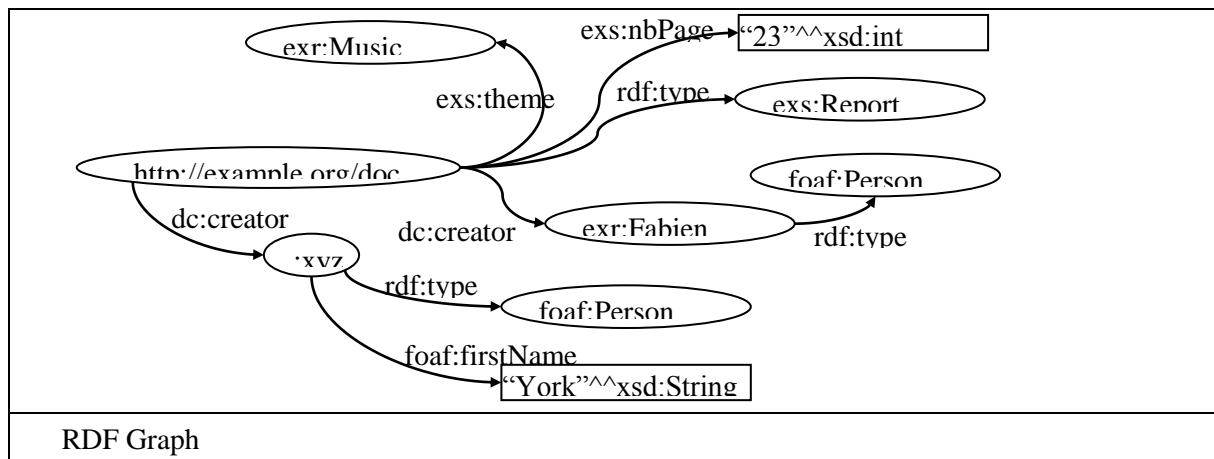 exr:Music
exs:nbPage
“23”^^xsd:int
exs:theme
rdf:type
exs:Report
http://example.org/doc
foaf:Person
dc:creator
dc:creator
exr:Fabien
rdf:type
:xyz
rdf:type
foaf:Person
foaf:firstName
“York”^^xsd:String
RDF Graph